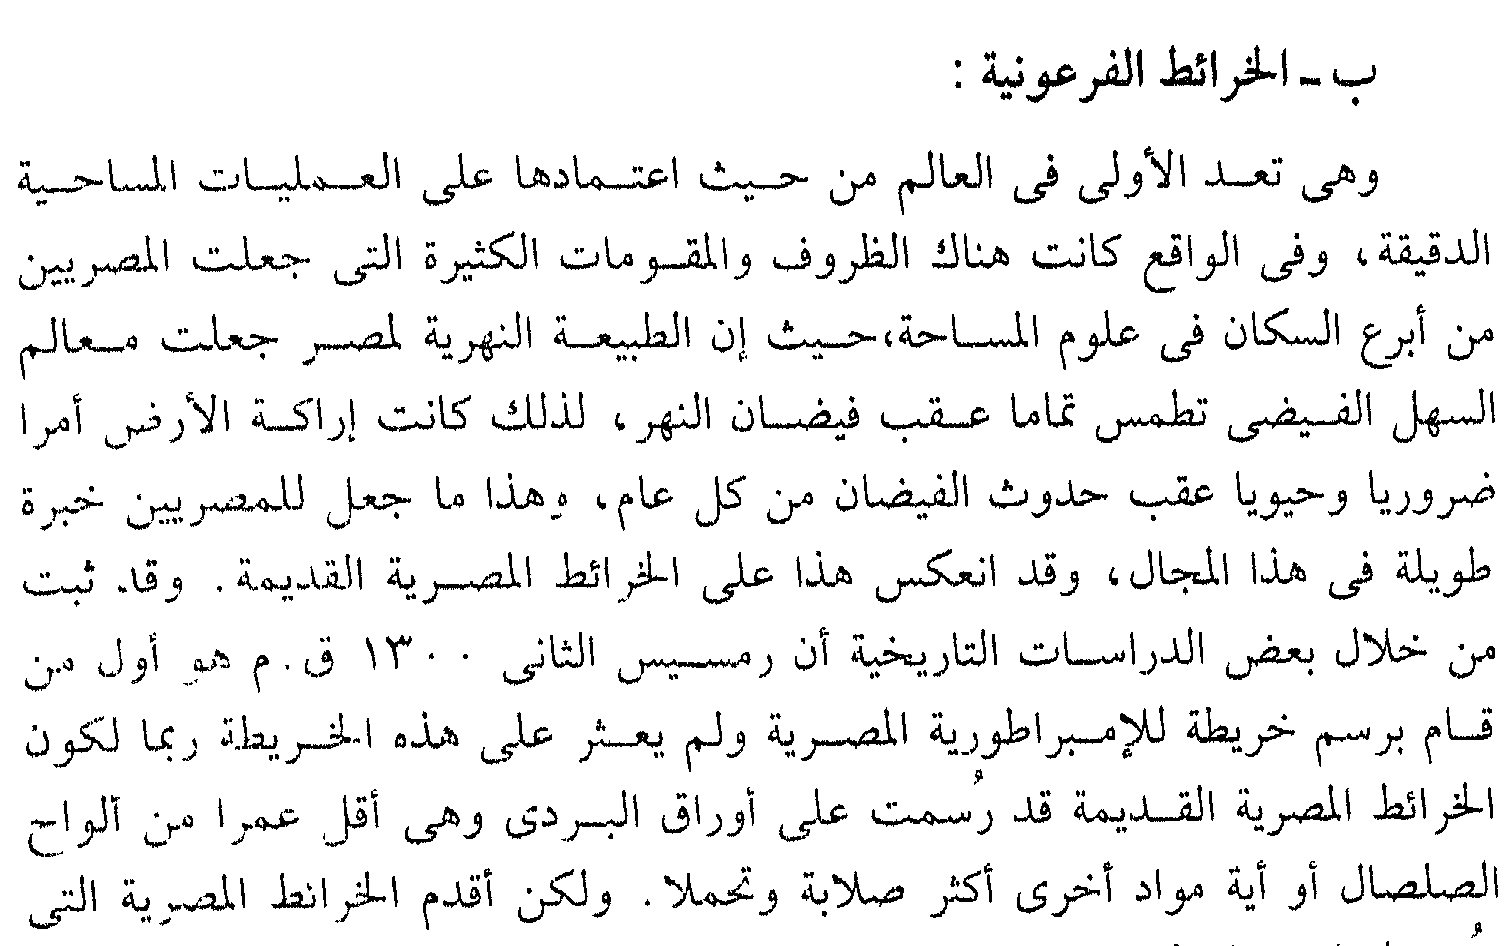 ب ـ الخرائط الفرعونية :
وهى تعد الأولى فى العالم من حيث اعتمادها على العمليات المساحية
الدقيقة، وفى الواقع كانت هناك الظروف والمقومات الكثيرة التى جعلت المصريين
من أبرع السكان فى علوم المساحة، حيث إن الطبيعة النهرية لمصر جعلت معالم
السهل الفيضى تطمس تماما عقب فيضان النهر، لذلك كانت إراكة الأرض أمرا
ضروريا وحيويا عقب حدوث الفيضان من كل عام، وهذا ما جعل للمصريين خبرة
طويلة فى هذا المجال، وقد انعكس هذا على الخرائط المصرية القديمة. وقد ثبت
من خلال بعض الدراسات التاريخية أن رمسيس الثانى ١٣٠٠ ق.م هو أول من
قام برسم خريطة للإمبراطورية المصرية ولم يعثر على هذه الخريطة ربما لكون
الخرائط المصرية القديمة قد رُسمت على أوراق البردى وهى أقل عمرا من ألواح
الصلصال أو أية مواد أخرى أكثر صلابة وتحملا. ولكن أقدم الخرائط المصرية التى